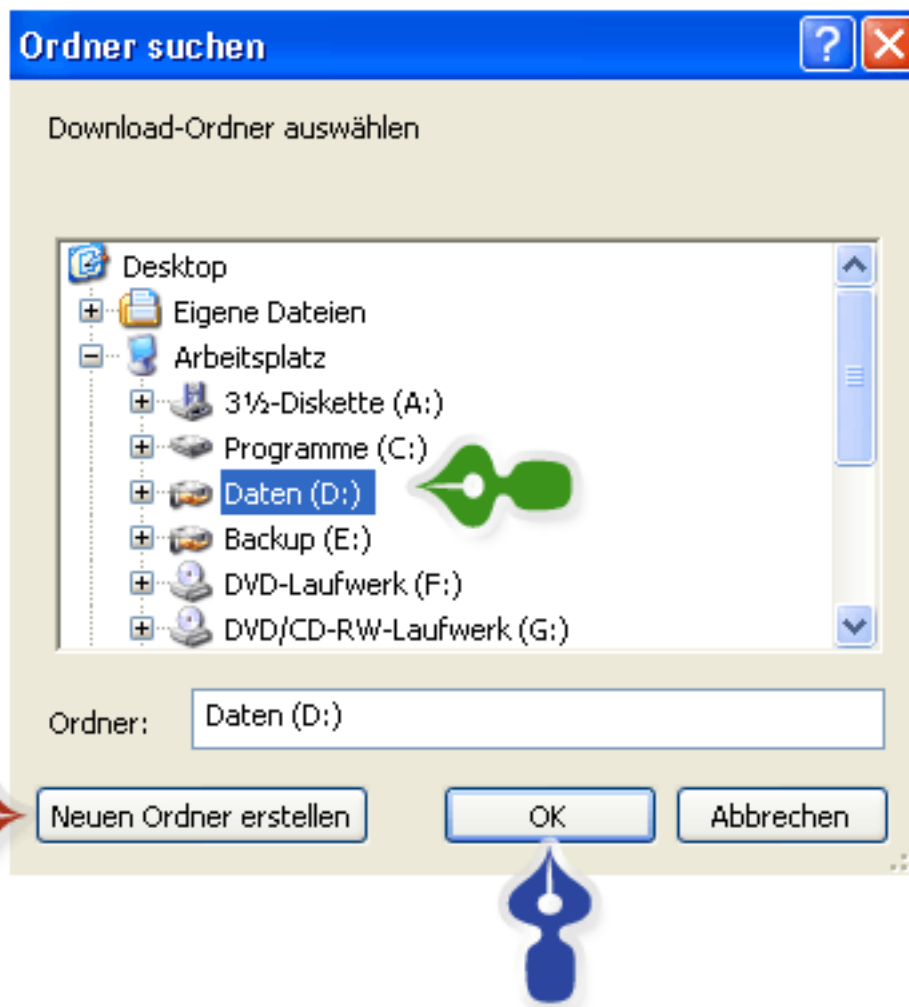 Ordner suchen
Download-Ordner auswählen
Desktop
Eigene Dateien
Arbeitsplatz
3½-Diskette (A:)
Programme (C:)
Daten (D:)
Backup (E:)
DVD-Laufwerk (F:)
DVD/CD-RW-Laufwerk (G:)
Ordner: Daten (D:)
Neuen Ordner erstellen OK Abbrechen